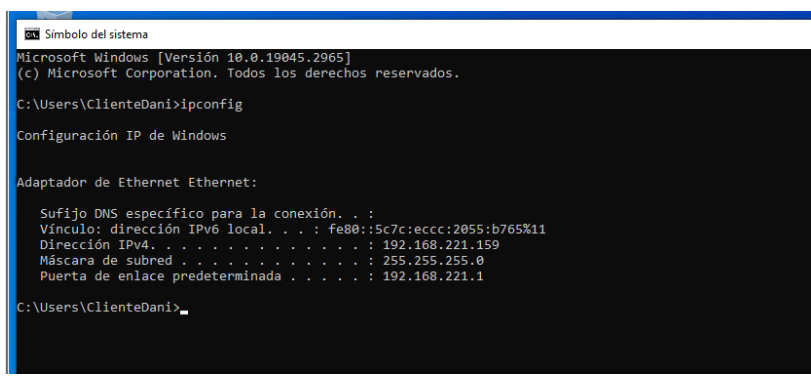 Símbolo del sistema
Microsoft Windows [Versión 10.0.19045.2965]
(c) Microsoft Corporation. Todos los derechos reservados.
C:\Users\ClienteDani>ipconfig
Configuración IP de Windows
Adaptador de Ethernet Ethernet:
Sufijo DNS específico para la conexión. . :
Vínculo: dirección IPv6 local. . . : fe80::5c7c:eccc:2055:b765%11
Dirección IPv4. . . . . . . . . . . . . . : 192.168.221.159
Máscara de subred . . . . . . . . . . . . : 255.255.255.0
Puerta de enlace predeterminada . . . . . : 192.168.221.1
C:\Users\ClienteDani>